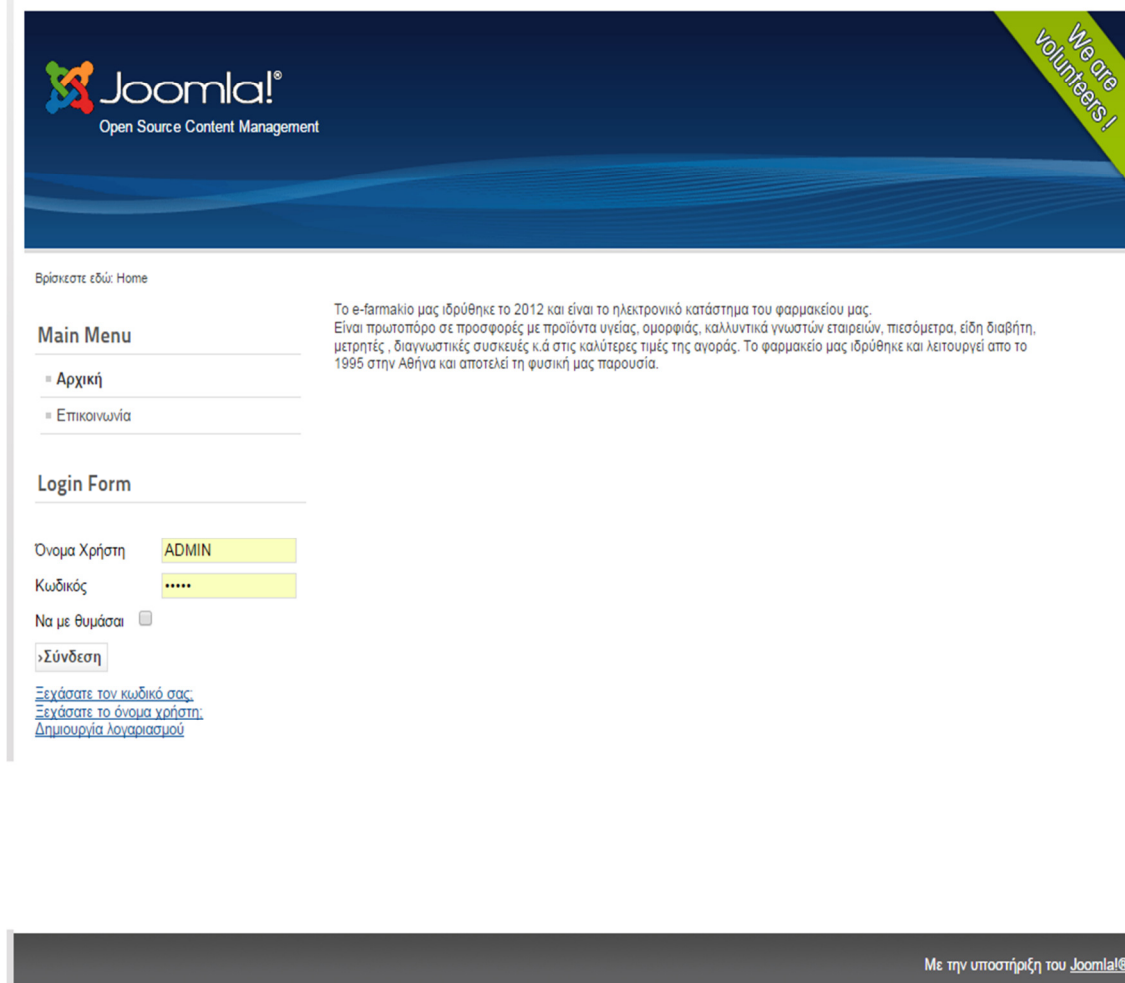 Joomla!®
Open Source Content Management
We are
volunteers!
Βρίσκεστε εδώ: Home
Main Menu
Αρχική
Επικοινωνία
Login Form
Όνομα Χρήστη ADMIN
Κωδικός •••••
Να με θυμάσαι
›Σύνδεση
Ξεχάσατε τον κωδικό σας;
Ξεχάσατε το όνομα χρήστη;
Δημιουργία λογαριασμού
Το e-farmakio μας ιδρύθηκε το 2012 και είναι το ηλεκτρονικό κατάστημα του φαρμακείου μας.
Είναι πρωτοπόρο σε προσφορές με προϊόντα υγείας, ομορφιάς, καλλυντικά γνωστών εταιρειών, πιεσόμετρα, είδη διαβήτη,
μετρητές , διαγνωστικές συσκευές κ.ά στις καλύτερες τιμές της αγοράς. Το φαρμακείο μας ιδρύθηκε και λειτουργεί απο το
1995 στην Αθήνα και αποτελεί τη φυσική μας παρουσία.
Με την υποστήριξη του Joomla!®